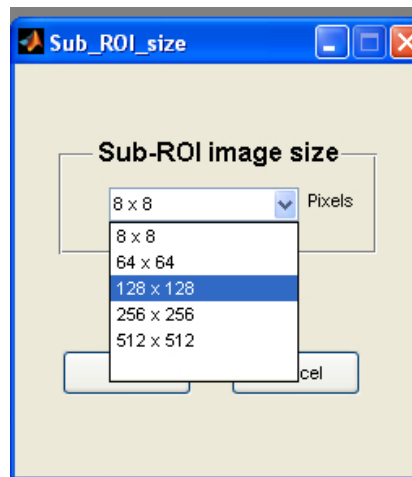 Sub_ROI_size
Sub-ROI image size
8 x 8 Pixels
8 x 8
64 x 64
128 x 128
256 x 256
512 x 512
cel